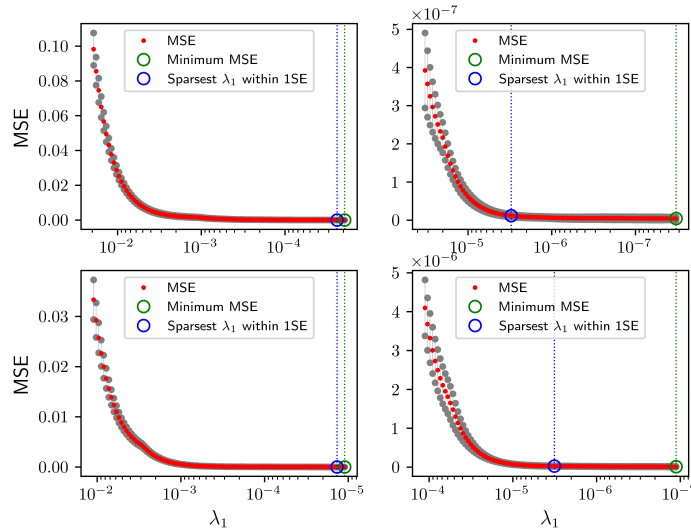 ×10⁻⁷
MSE
0.10
0.08
0.06
0.04
0.02
0.00
MSE
Minimum MSE
Sparsest λ₁ within 1SE
10⁻² 10⁻³ 10⁻⁴
5
4
3
2
1
0
MSE
Minimum MSE
Sparsest λ₁ within 1SE
10⁻⁵ 10⁻⁶ 10⁻⁷
×10⁻⁶
MSE
0.03
0.02
0.01
0.00
MSE
Minimum MSE
Sparsest λ₁ within 1SE
10⁻² 10⁻³ 10⁻⁴ 10⁻⁵
λ₁
5
4
3
2
1
0
MSE
Minimum MSE
Sparsest λ₁ within 1SE
10⁻⁴ 10⁻⁵ 10⁻⁶
λ₁